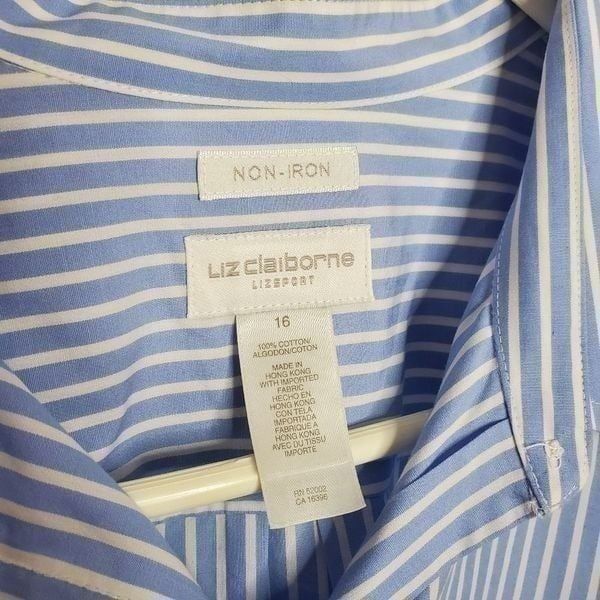 NON-IRON
Liz claiborne
LIZSPORT
16
100% COTTON/
ALGODON/COTON
MADE IN
HONG KONG
WITH IMPORTED
FABRIC
HECHO EN
HONG KONG
CON TELA
IMPORTADA
FABRIQUE A
HONG KONG
AVEC DU TISSU
IMPORTE
RN 52002
CA 16396